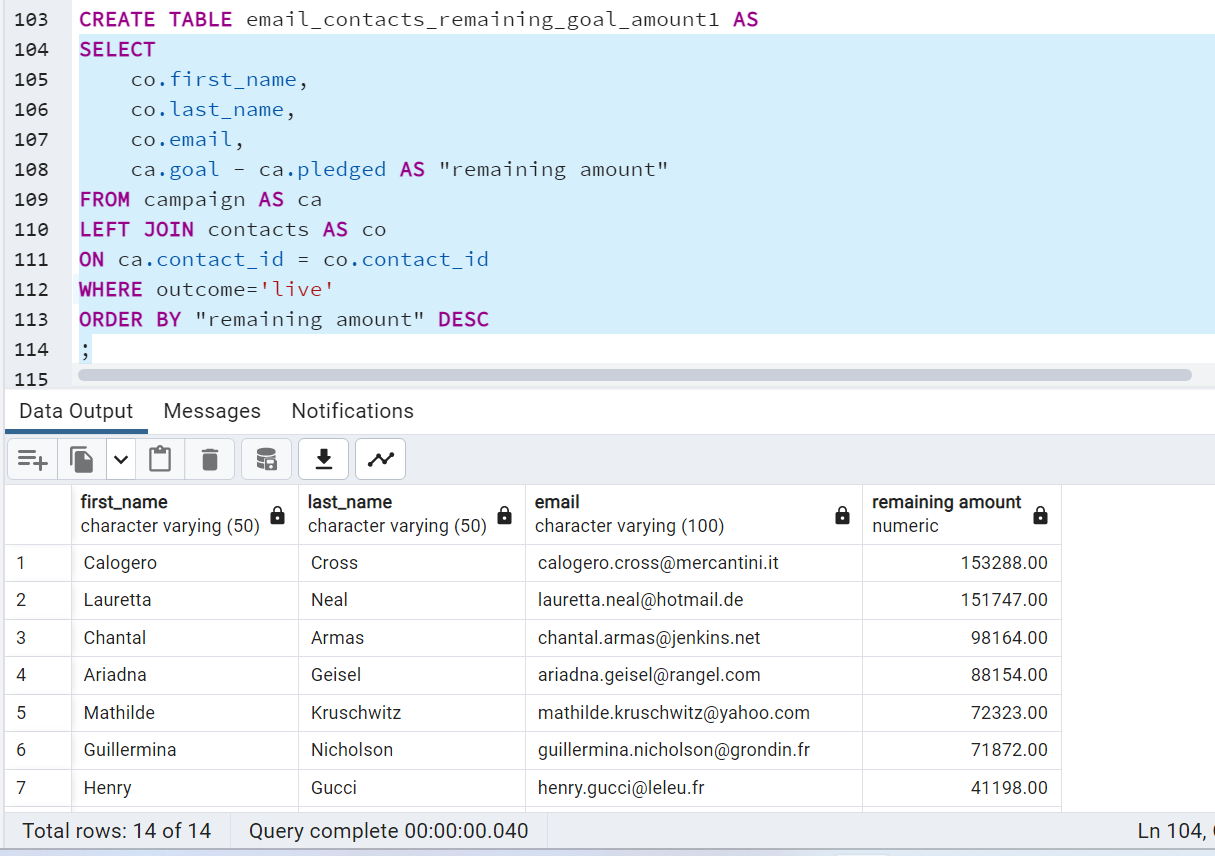 103 CREATE TABLE email_contacts_remaining_goal_amount1 AS
104 SELECT
105 co.first_name,
106 co.last_name,
107 co.email,
108 ca.goal - ca.pledged AS "remaining amount"
109 FROM campaign AS ca
110 LEFT JOIN contacts AS co
111 ON ca.contact_id = co.contact_id
112 WHERE outcome='live'
113 ORDER BY "remaining amount" DESC
114 ;
115
Data Output Messages Notifications
first_name last_name email remaining amount
character varying (50) character varying (50) character varying (100) numeric
1 Calogero Cross calogero.cross@mercantini.it 153288.00
2 Lauretta Neal lauretta.neal@hotmail.de 151747.00
3 Chantal Armas chantal.armas@jenkins.net 98164.00
4 Ariadna Geisel ariadna.geisel@rangel.com 88154.00
5 Mathilde Kruschwitz mathilde.kruschwitz@yahoo.com 72323.00
6 Guillermina Nicholson guillermina.nicholson@grondin.fr 71872.00
7 Henry Gucci henry.gucci@leleu.fr 41198.00
Total rows: 14 of 14 Query complete 00:00:00.040 Ln 104,